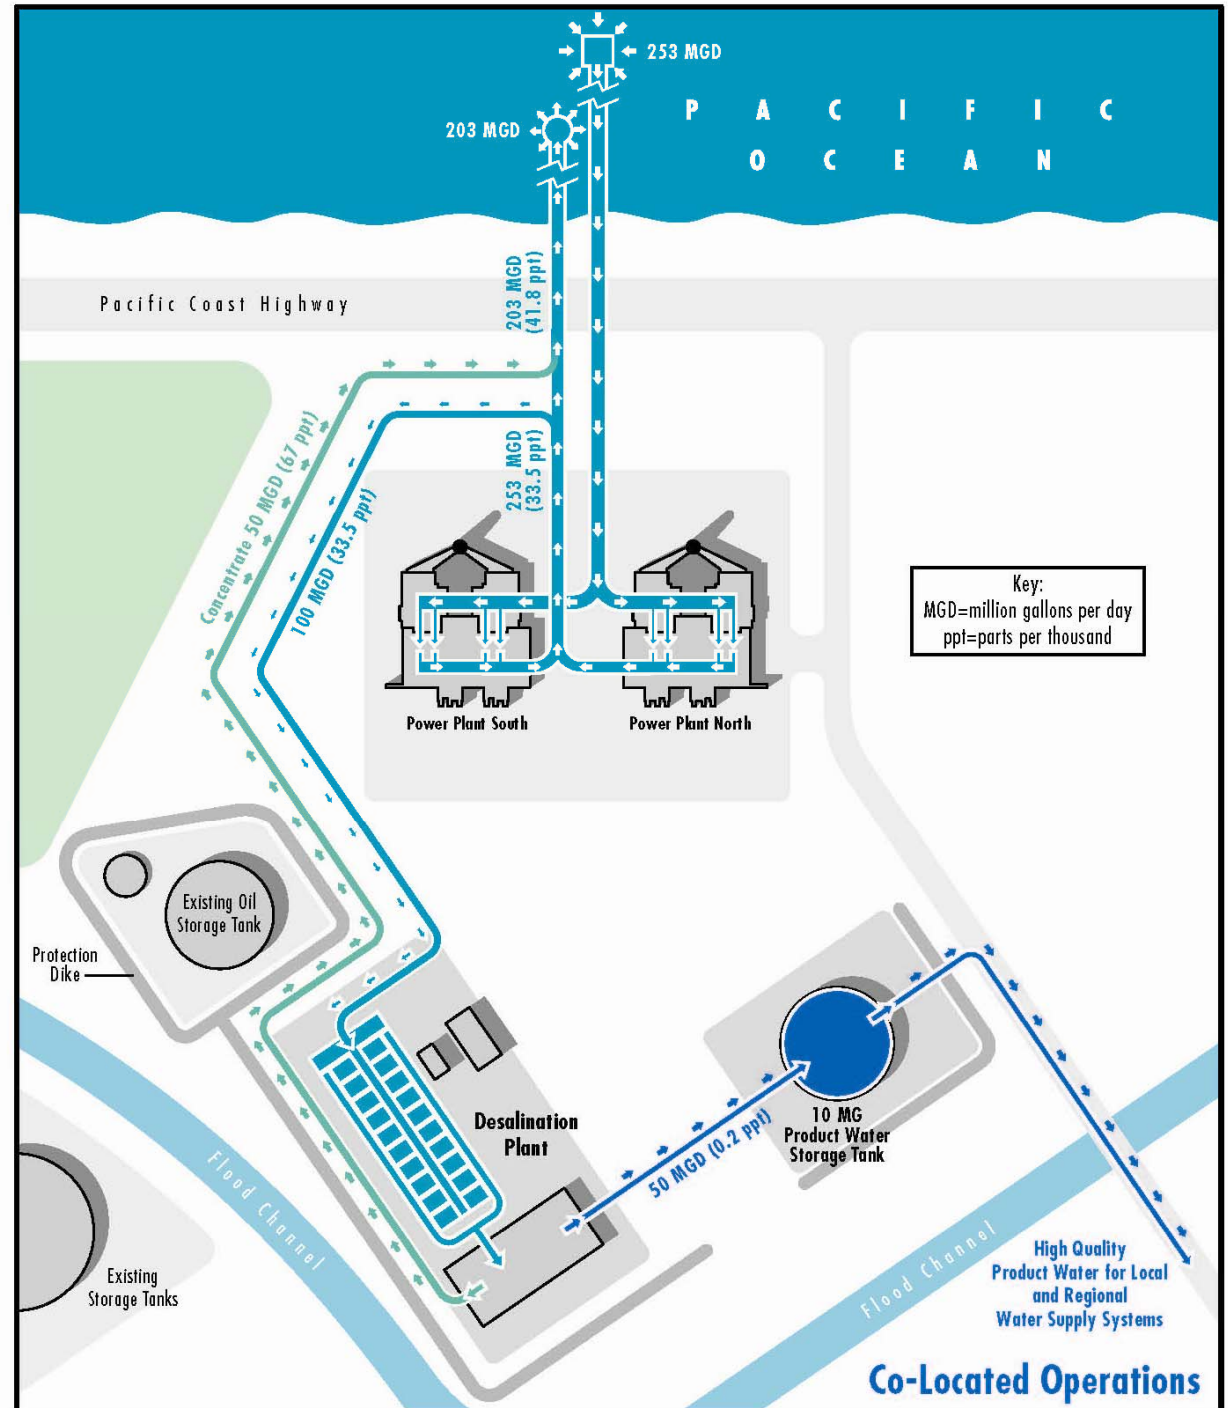 253 MGD
203 MGD
P A C I F I C
O C E A N
203 MGD
(41.8 ppt)
Pacific Coast Highway
Concentrate 50 MGD (67 ppt)
100 MGD (33.5 ppt)
253 MGD
(33.5 ppt)
Key:
MGD=million gallons per day
ppt=parts per thousand
Power Plant South
Power Plant North
Existing Oil
Storage Tank
Protection
Dike
Desalination
Plant
10 MG
Product Water
Storage Tank
50 MGD (0.2 ppt)
Flood Channel
Existing
Storage Tanks
Flood Channel
High Quality
Product Water for Local
and Regional
Water Supply Systems
Co-Located Operations